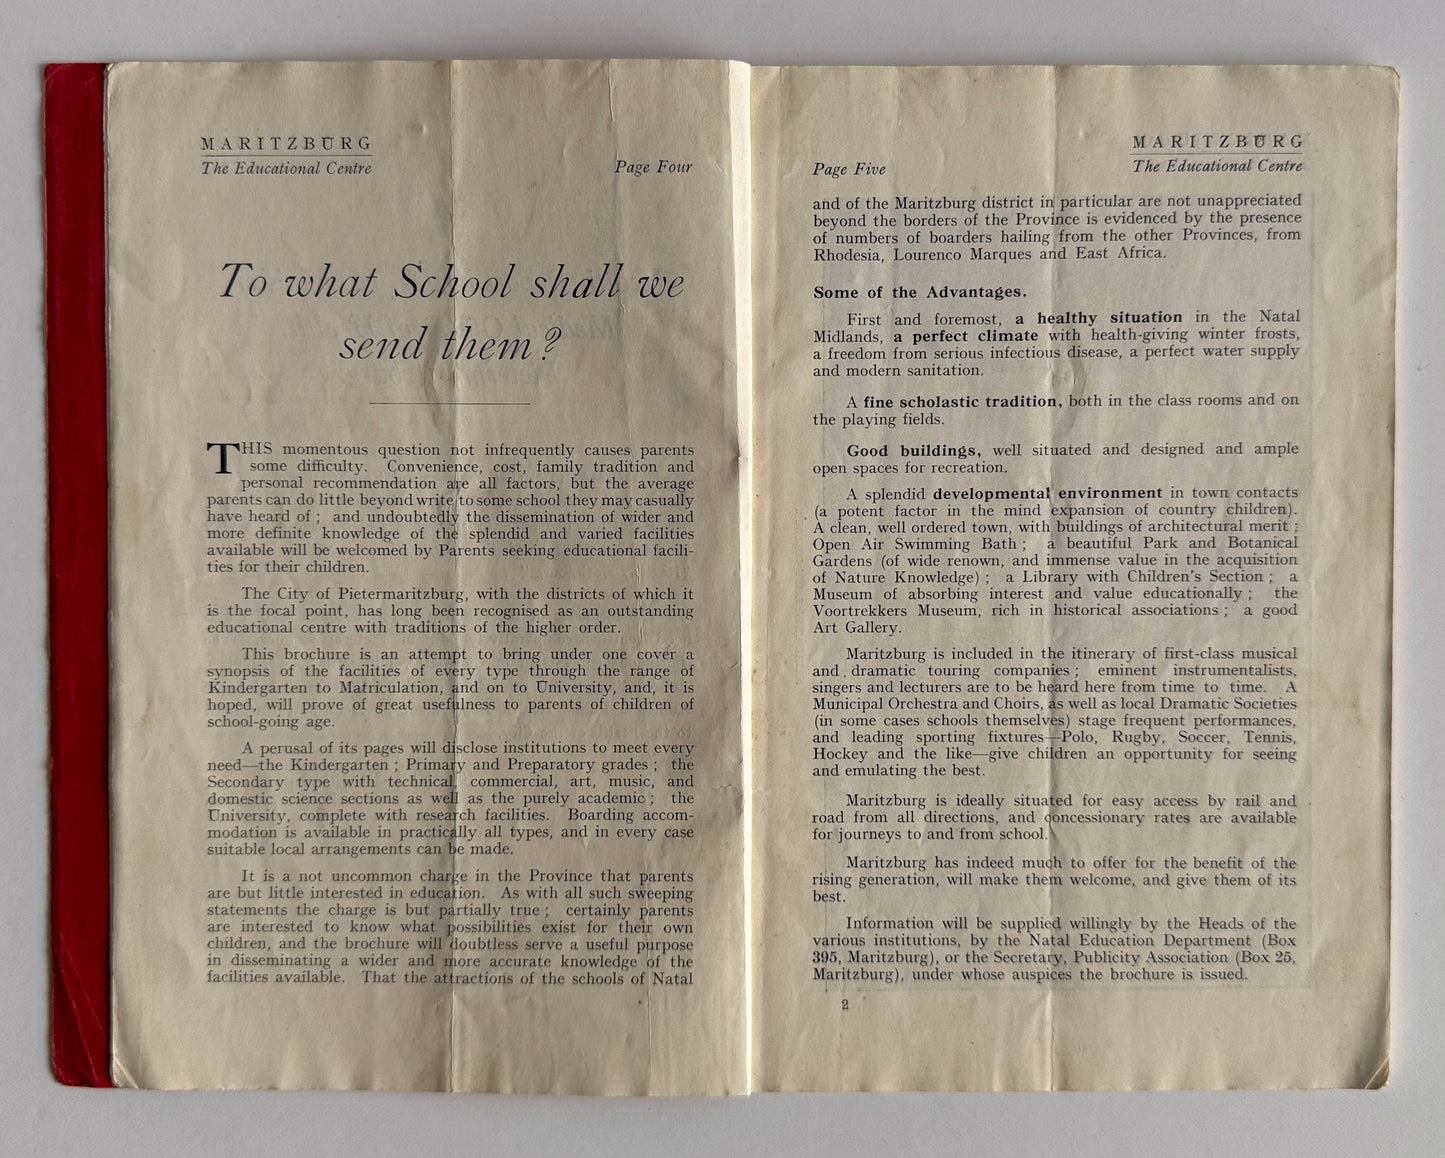 MARITZBŪRG
The Educational Centre
Page Four
To what School shall we
send them?
THIS momentous question not infrequently causes parents
some difficulty. Convenience, cost, family tradition and
personal recommendation are all factors, but the average
parents can do little beyond write to some school they may casually
have heard of; and undoubtedly the dissemination of wider and
more definite knowledge of the splendid and varied facilities
available will be welcomed by Parents seeking educational facili-
ties for their children.
The City of Pietermaritzburg, with the districts of which it
is the focal point, has long been recognised as an outstanding
educational centre with traditions of the higher order.
This brochure is an attempt to bring under one cover a
synopsis of the facilities of every type through the range of
Kindergarten to Matriculation, and on to University, and, it is
hoped, will prove of great usefulness to parents of children of
school-going age.
A perusal of its pages will disclose institutions to meet every
need—the Kindergarten; Primary and Preparatory grades; the
Secondary type with technical, commercial, art, music, and
domestic science sections as well as the purely academic; the
University, complete with research facilities. Boarding accom-
modation is available in practically all types, and in every case
suitable local arrangements can be made.
It is a not uncommon charge in the Province that parents
are but little interested in education. As with all such sweeping
statements the charge is but partially true; certainly parents
are interested to know what possibilities exist for their own
children, and the brochure will doubtless serve a useful purpose
in disseminating a wider and more accurate knowledge of the
facilities available. That the attractions of the schools of Natal
MARITZBŪRG
The Educational Centre
Page Five
and of the Maritzburg district in particular are not unappreciated
beyond the borders of the Province is evidenced by the presence
of numbers of boarders hailing from the other Provinces, from
Rhodesia, Lourenco Marques and East Africa.
Some of the Advantages.
First and foremost, a healthy situation in the Natal
Midlands, a perfect climate with health-giving winter frosts,
a freedom from serious infectious disease, a perfect water supply
and modern sanitation.
A fine scholastic tradition, both in the class rooms and on
the playing fields.
Good buildings, well situated and designed and ample
open spaces for recreation.
A splendid developmental environment in town contacts
(a potent factor in the mind expansion of country children).
A clean, well ordered town, with buildings of architectural merit;
Open Air Swimming Bath; a beautiful Park and Botanical
Gardens (of wide renown, and immense value in the acquisition
of Nature Knowledge); a Library with Children's Section; a
Museum of absorbing interest and value educationally; the
Voortrekkers Museum, rich in historical associations; a good
Art Gallery.
Maritzburg is included in the itinerary of first-class musical
and dramatic touring companies; eminent instrumentalists,
singers and lecturers are to be heard here from time to time. A
Municipal Orchestra and Choirs, as well as local Dramatic Societies
(in some cases schools themselves) stage frequent performances,
and leading sporting fixtures—Polo, Rugby, Soccer, Tennis,
Hockey and the like—give children an opportunity for seeing
and emulating the best.
Maritzburg is ideally situated for easy access by rail and
road from all directions, and concessionary rates are available
for journeys to and from school.
Maritzburg has indeed much to offer for the benefit of the
rising generation, will make them welcome, and give them of its
best.
Information will be supplied willingly by the Heads of the
various institutions, by the Natal Education Department (Box
395, Maritzburg), or the Secretary, Publicity Association (Box 25,
Maritzburg), under whose auspices the brochure is issued.
2